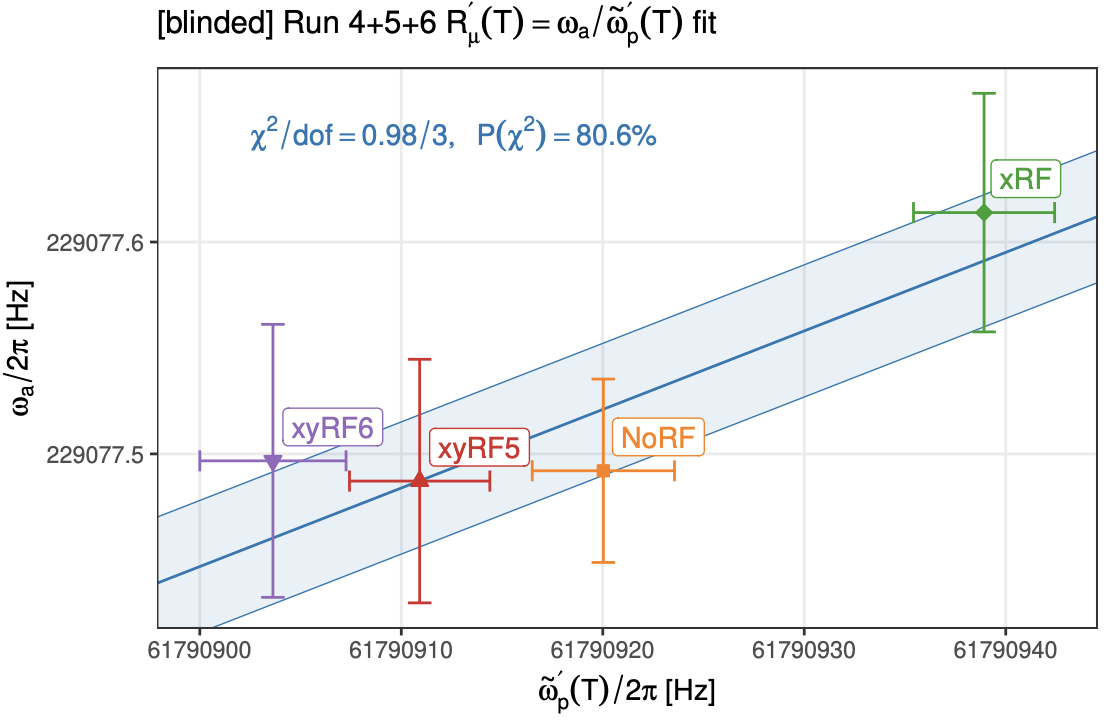 [blinded] Run 4+5+6 R′μ(T) = ωa/ω̃′p(T) fit
χ²/dof = 0.98/3, P(χ²) = 80.6%
xRF
229077.6
xyRF6
xyRF5
NoRF
229077.5
ωa/2π [Hz]
61790900 61790910 61790920 61790930 61790940
ω̃′p(T)/2π [Hz]